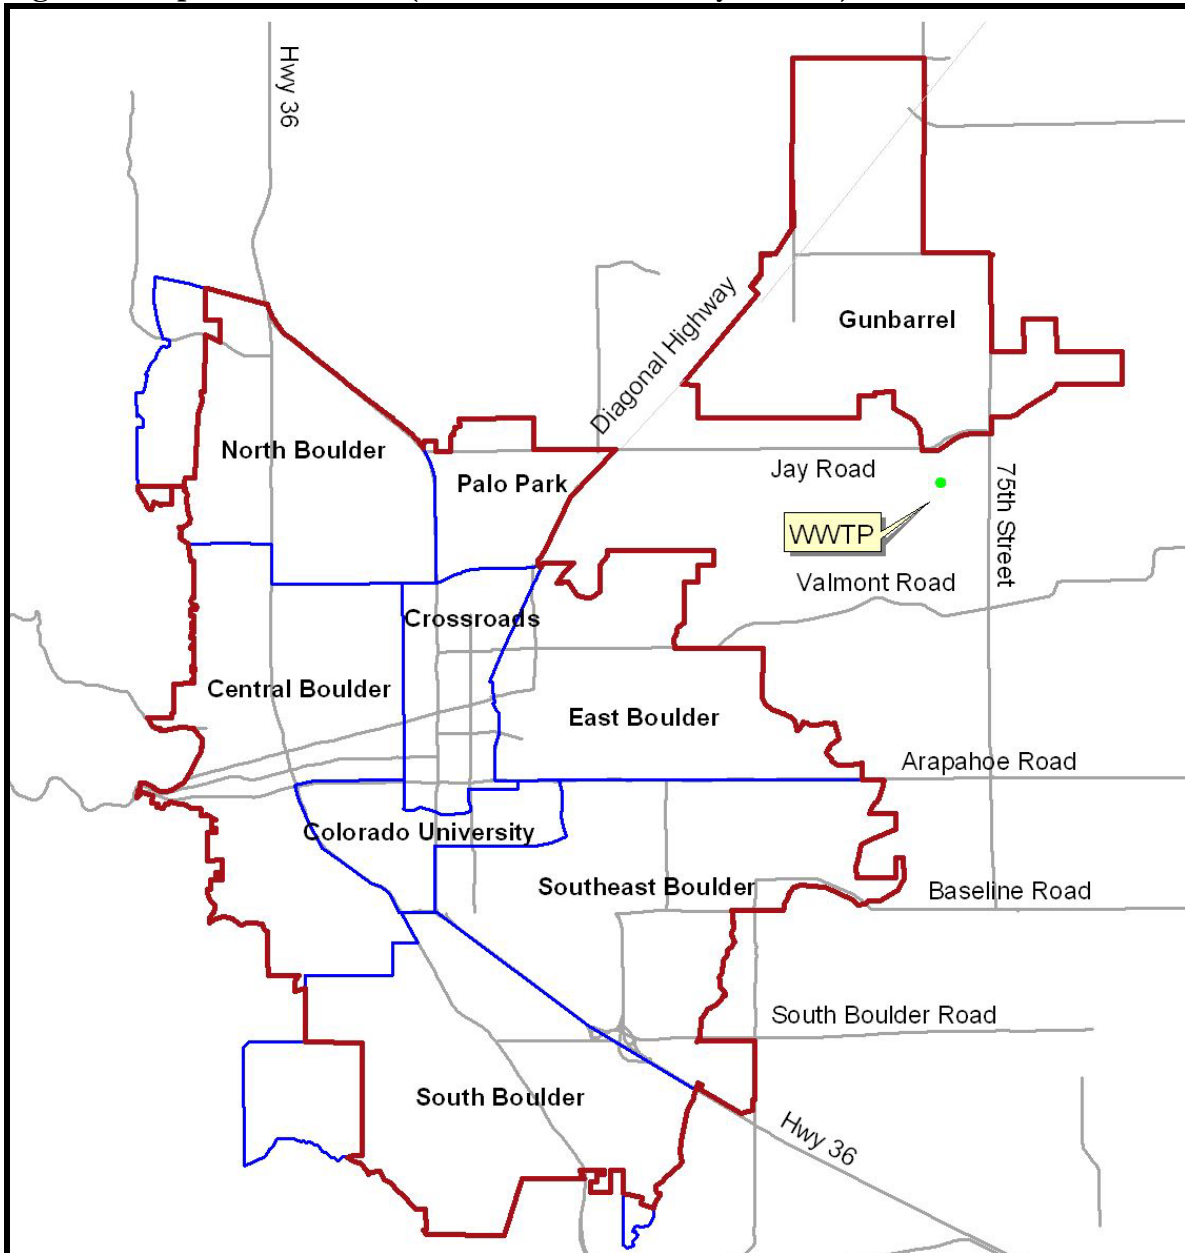 Hwy 36
Gunbarrel
Diagonal Highway
North Boulder
Palo Park
Jay Road
75th Street
WWTP
Valmont Road
Crossroads
Central Boulder
East Boulder
Arapahoe Road
Colorado University
Southeast Boulder
Baseline Road
South Boulder Road
South Boulder
Hwy 36